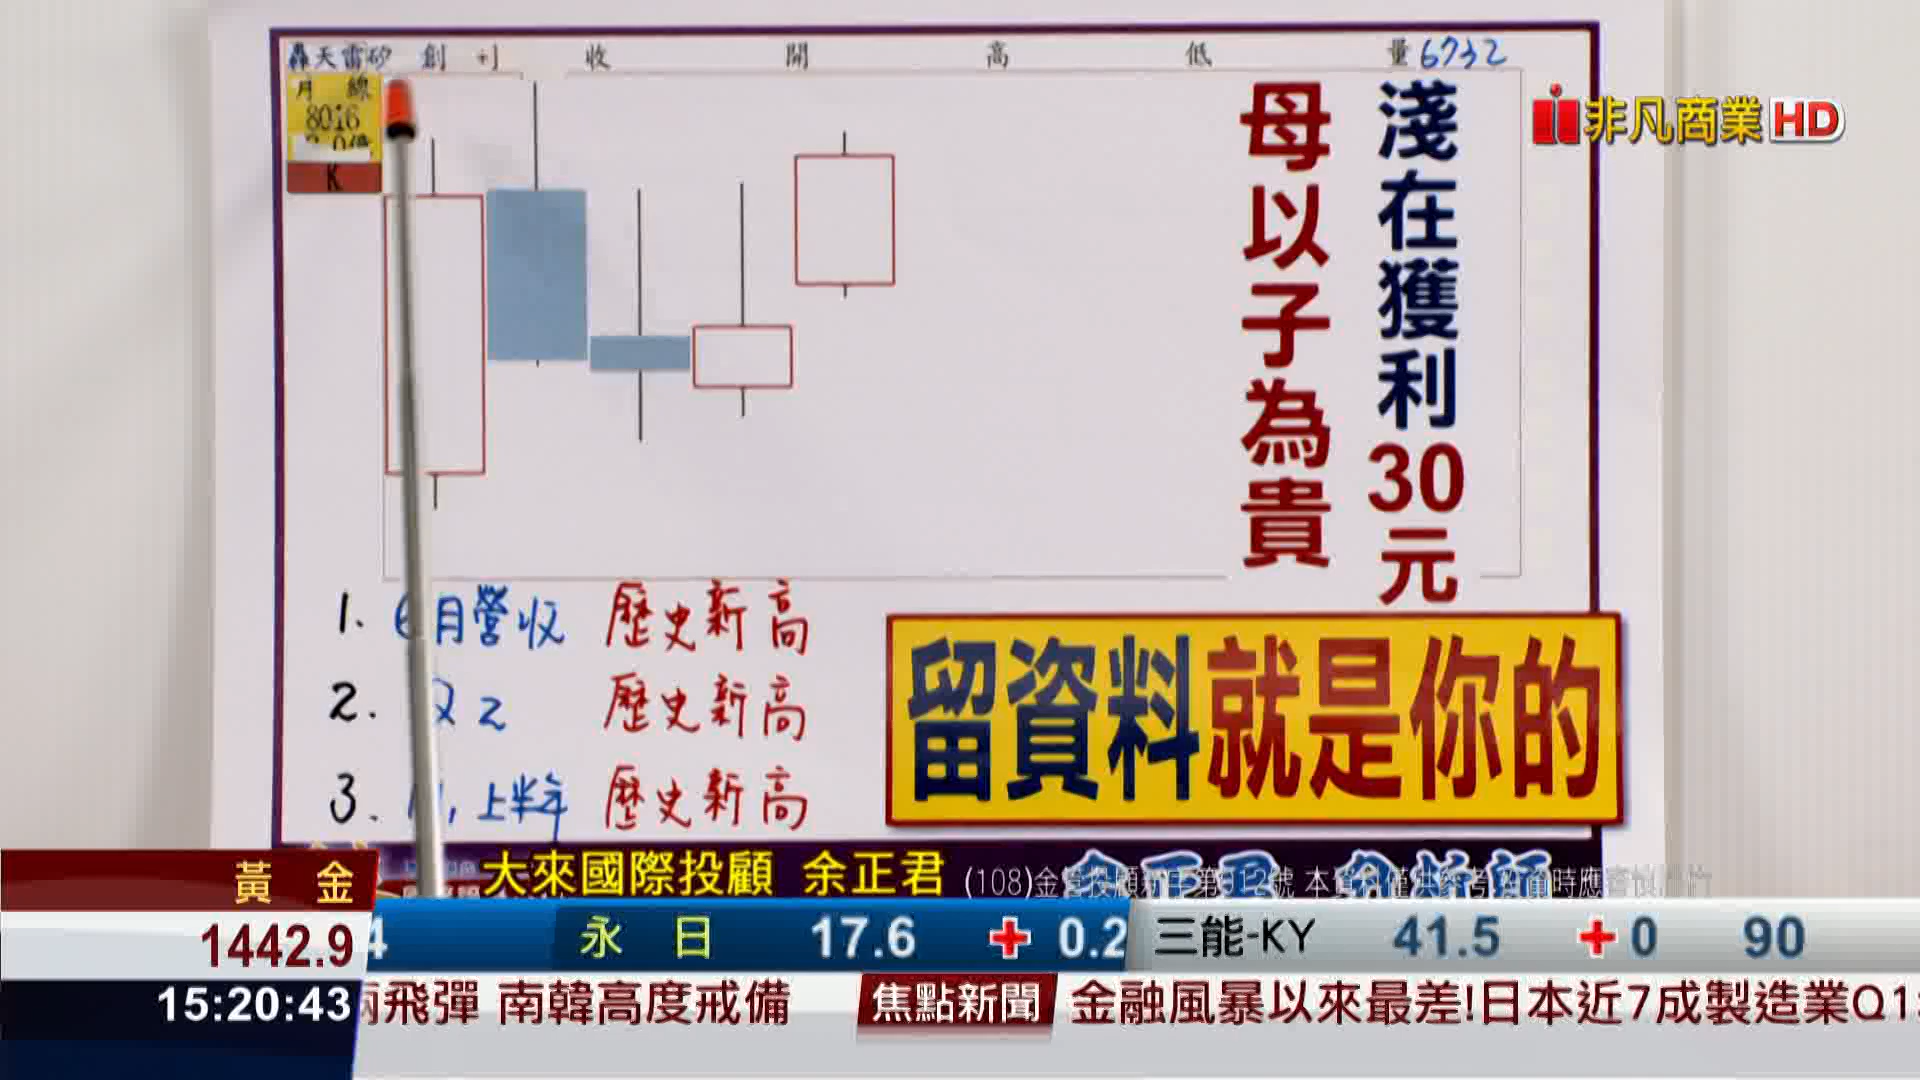 轟天雷矽創 收 開 高 低 量 6732
月線
8016
K
淺在獲利30元
母以子為貴
非凡商業HD
1. 6月營收 歷史新高
2. Q2 歷史新高
3. 上半年 歷史新高
留資料就是你的
大來國際投顧 余正君
黃金
1442.9
4 永日 17.6 + 0.2 三能-KY 41.5 + 0 90
15:20:43
飛彈 南韓高度戒備 焦點新聞 金融風暴以來最差!日本近7成製造業Q1